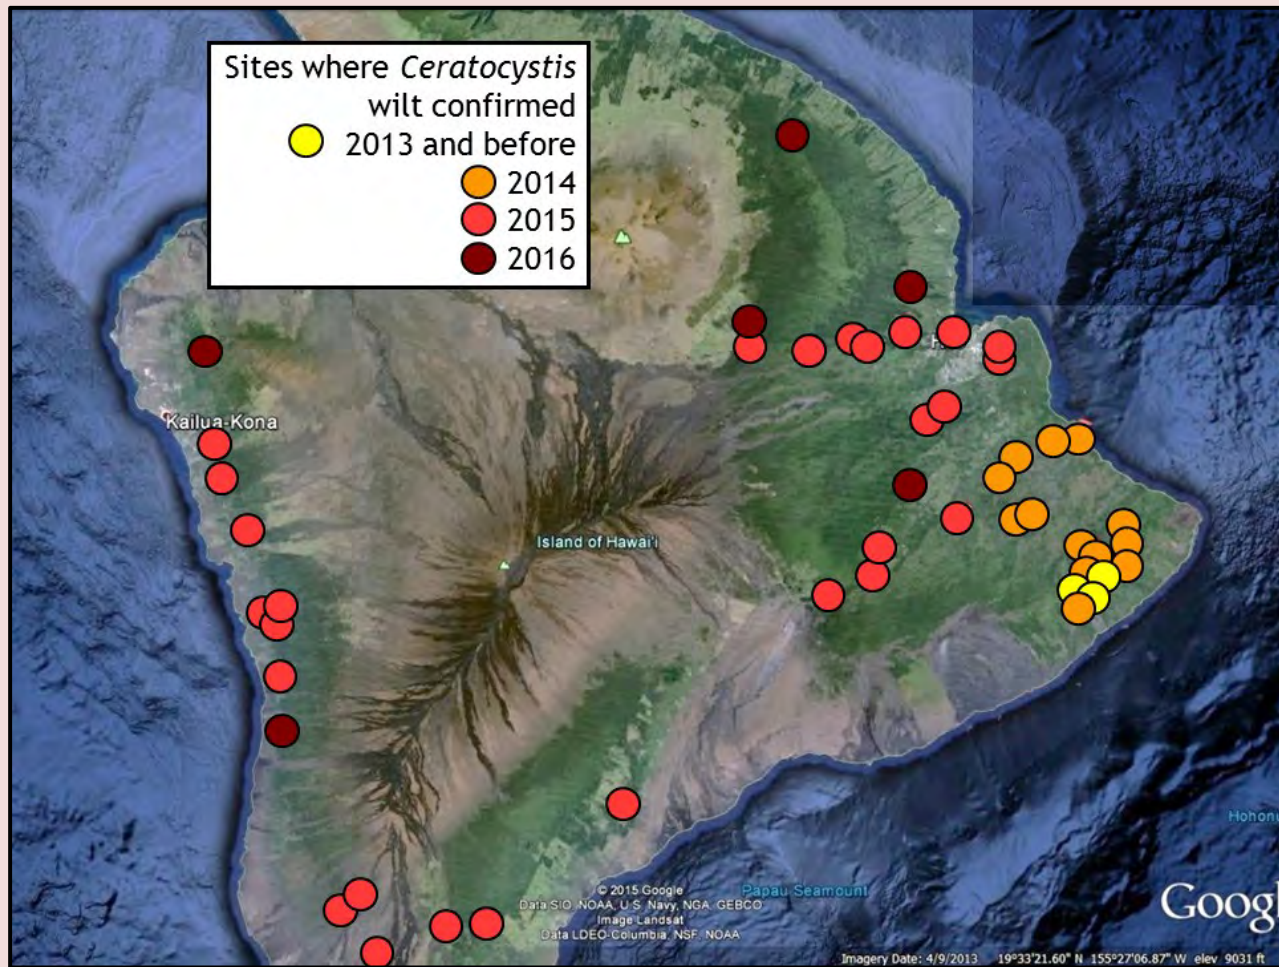 Sites where Ceratocystis
wilt confirmed
2013 and before
2014
2015
2016
Kailua-Kona
Island of Hawai'i
Hohonu
Papau Seamount
© 2015 Google
Data SIO, NOAA, U.S. Navy, NGA, GEBCO
Image Landsat
Data LDEO-Columbia, NSF, NOAA
Googl
Imagery Date: 4/9/2013 19°33'21.60" N 155°27'06.87" W elev 9031 ft